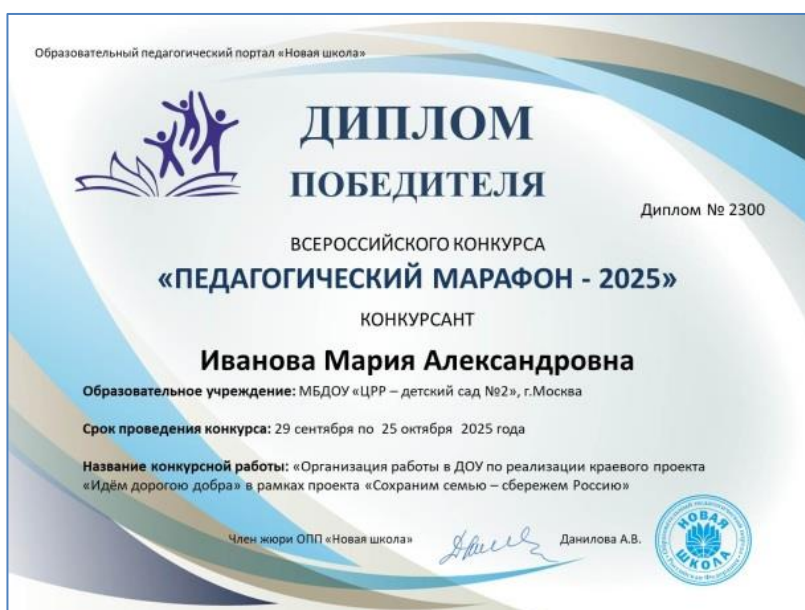 Образовательный педагогический портал «Новая школа»
ДИПЛОМ
ПОБЕДИТЕЛЯ
Диплом № 2300
ВСЕРОССИЙСКОГО КОНКУРСА
«ПЕДАГОГИЧЕСКИЙ МАРАФОН - 2025»
КОНКУРСАНТ
Иванова Мария Александровна
Образовательное учреждение: МБДОУ «ЦРР – детский сад №2», г.Москва
Срок проведения конкурса: 29 сентября по 25 октября 2025 года
Название конкурсной работы: «Организация работы в ДОУ по реализации краевого проекта
«Идём дорогою добра» в рамках проекта «Сохраним семью – сбережем Россию»
Член жюри ОПП «Новая школа»
Данилова А.В.
НОВАЯ
ШКОЛА